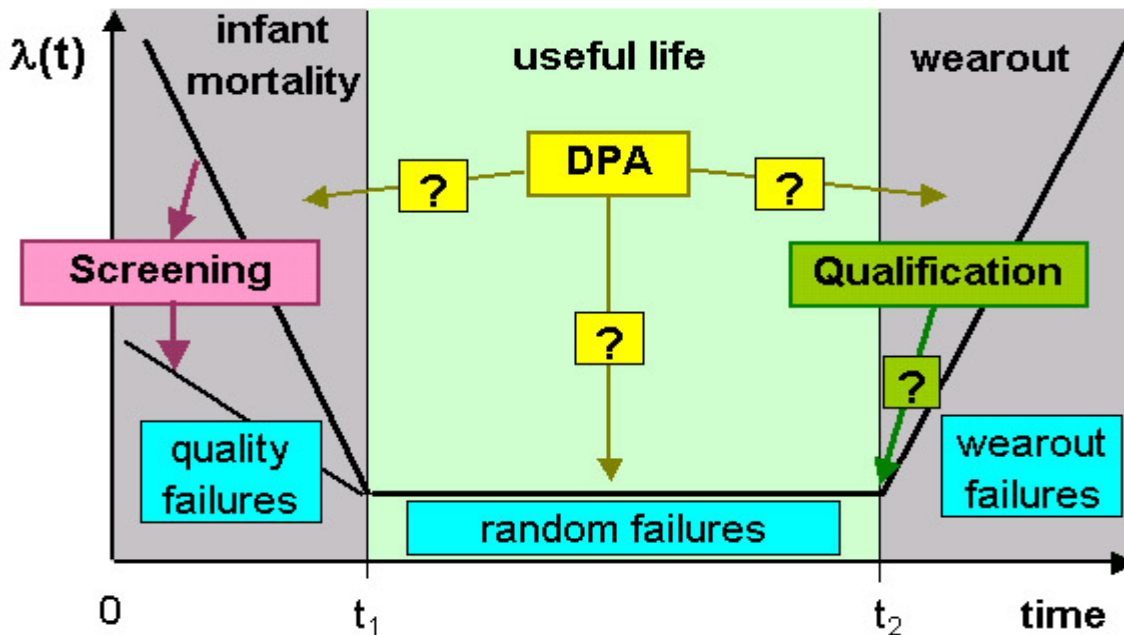 λ(t)
infant
mortality
useful life
wearout
DPA
?
?
Screening
Qualification
?
?
quality
failures
wearout
failures
random failures
0
t₁
t₂
time